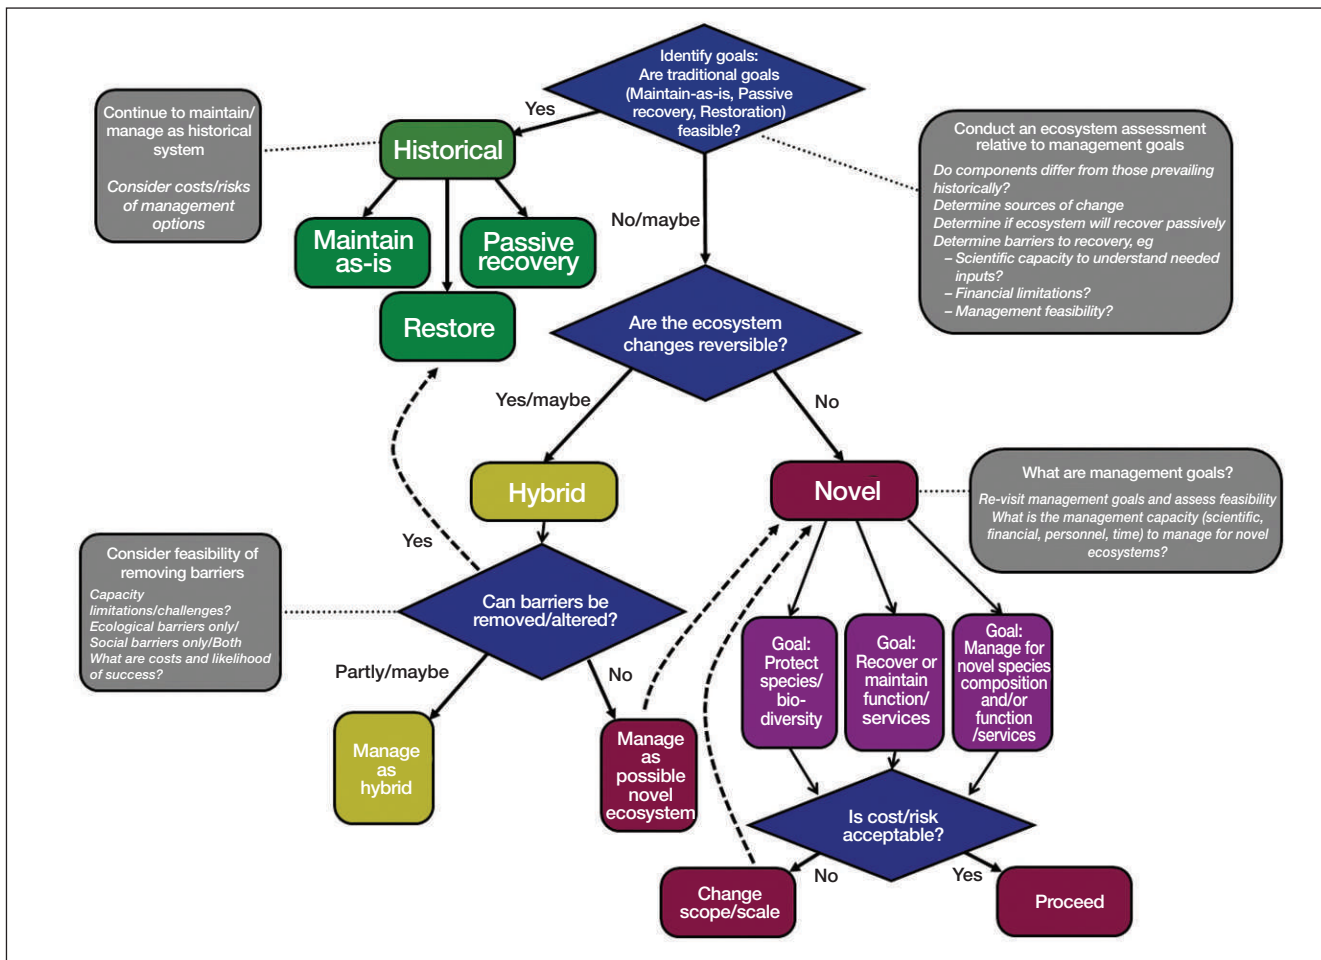 Identify goals:
Are traditional goals
(Maintain-as-is, Passive
recovery, Restoration)
feasible?
Yes
Continue to maintain/
manage as historical
system
Consider costs/risks
of management
options
Historical
Conduct an ecosystem assessment
relative to management goals
Do components differ from those prevailing
historically?
Determine sources of change
Determine if ecosystem will recover passively
Determine barriers to recovery, eg
– Scientific capacity to understand needed
inputs?
– Financial limitations?
– Management feasibility?
No/maybe
Maintain
as-is
Passive
recovery
Restore
Are the ecosystem
changes reversible?
Yes/maybe
No
Hybrid
Novel
What are management goals?
Re-visit management goals and assess feasibility
What is the management capacity (scientific,
financial, personnel, time) to manage for novel
ecosystems?
Yes
Consider feasibility of
removing barriers
Capacity
limitations/challenges?
Ecological barriers only/
Social barriers only/Both
What are costs and likelihood
of success?
Can barriers be
removed/altered?
Partly/maybe
No
Goal:
Protect
species/
bio-
diversity
Goal:
Recover or
maintain
function/
services
Goal:
Manage for
novel species
composition
and/or
function
/services
Manage
as
hybrid
Manage
as
possible
novel
ecosystem
Is cost/risk
acceptable?
No
Yes
Change
scope/scale
Proceed